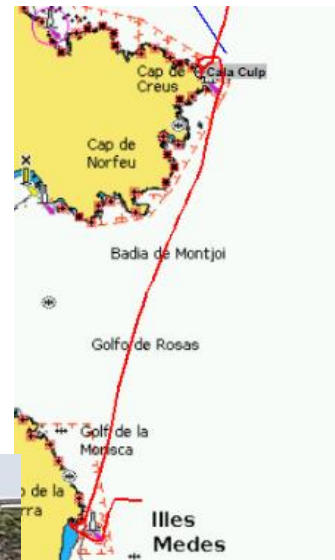 Cap de
Creus
Cala Culp
Cap de
Norfeu
Badia de Montjoi
Golfo de Rosas
Golf de la
Morisca
o de la
rra
Illes
Medes